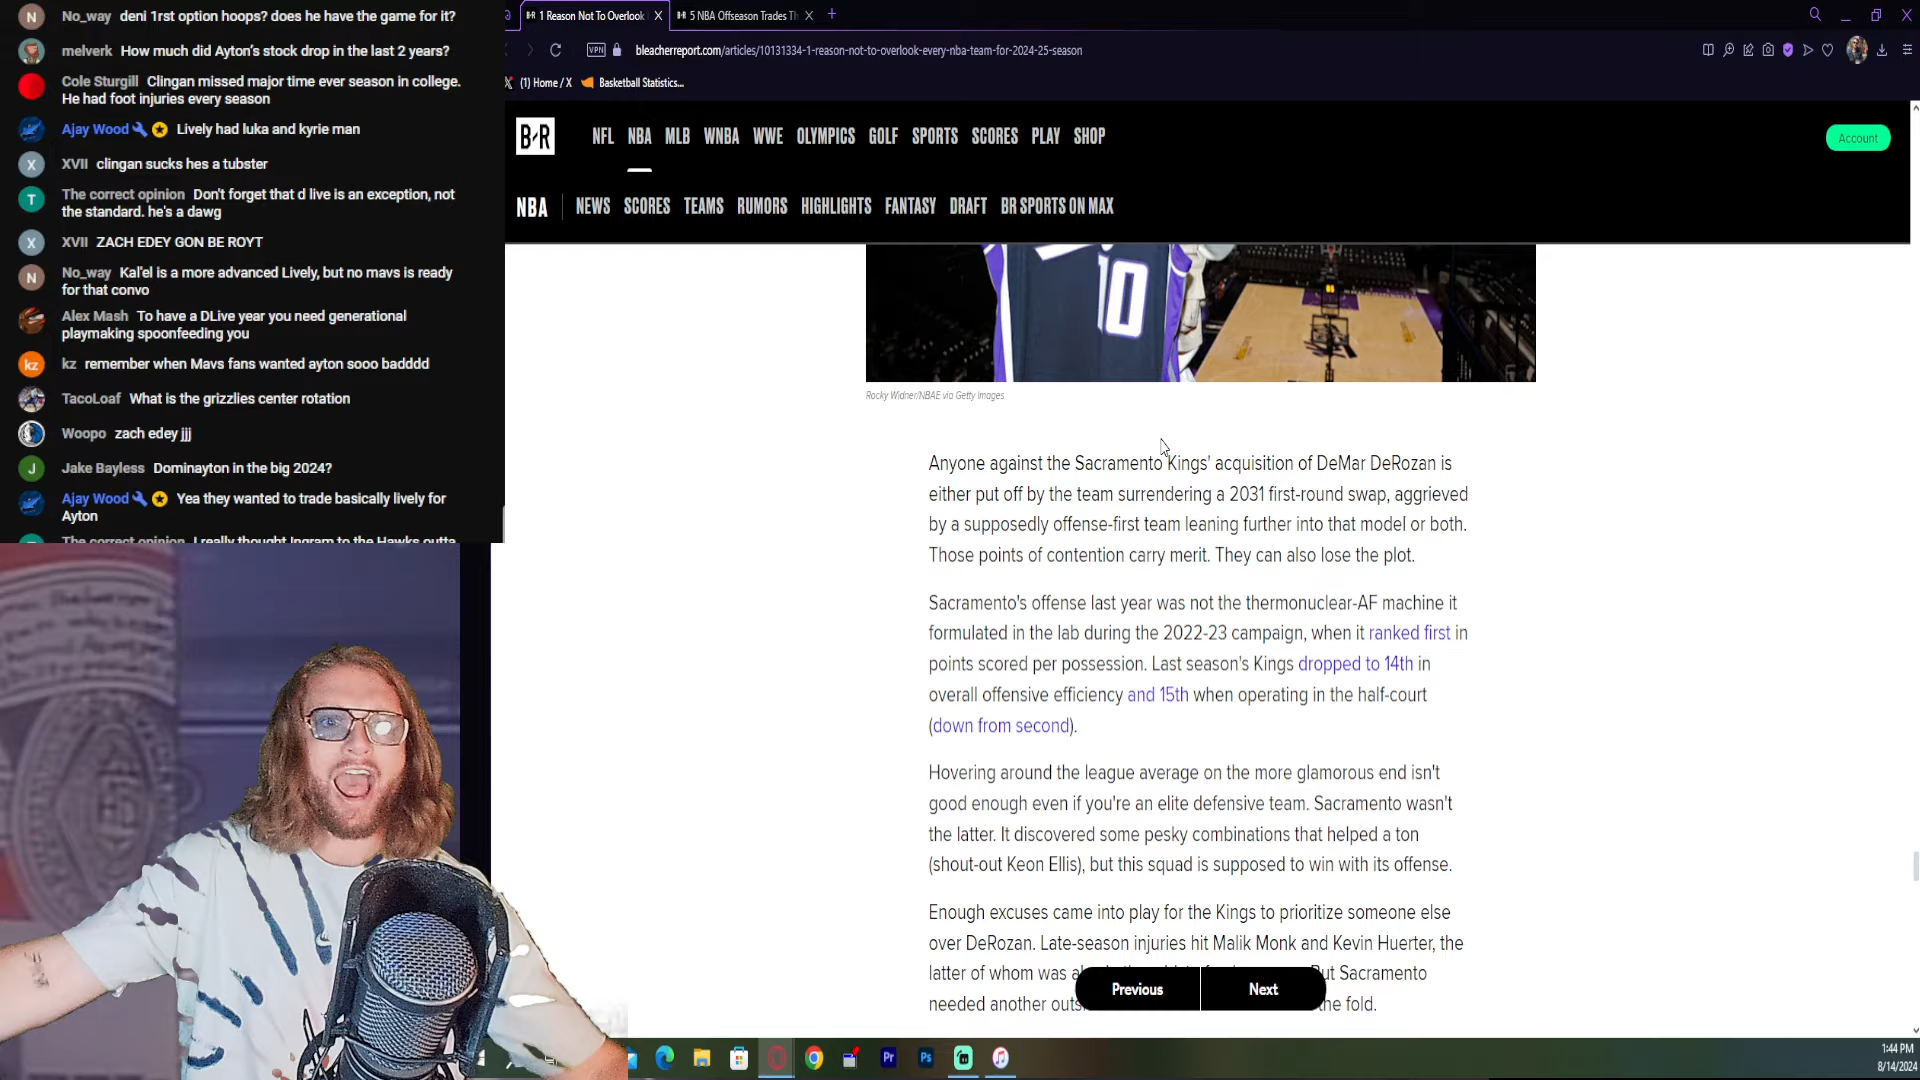 No_way deni 1rst option hoops? does he have the game for it?
melverk How much did Ayton's stock drop in the last 2 years?
Cole Sturgill Clingan missed major time ever season in college.
He had foot injuries every season
Ajay Wood Lively had luka and kyrie man
XVII clingan sucks hes a tubster
The correct opinion Don't forget that d live is an exception, not
the standard. he's a dawg
XVII ZACH EDEY GON BE ROYT
No_way Kal'el is a more advanced Lively, but no mavs is ready
for that convo
Alex Mash To have a DLive year you need generational
playmaking spoonfeeding you
kz remember when Mavs fans wanted ayton sooo badddd
TacoLoaf What is the grizzlies center rotation
Woopo zach edey jjj
Jake Bayless Dominayton in the big 2024?
Ajay Wood Yea they wanted to trade basically lively for
Ayton
The correct opinion I really thought Ingram to the Hawks outta
1 Reason Not To Overlook
5 NBA Offseason Trades Th
VPN
bleacherreport.com/articles/10131334-1-reason-not-to-overlook-every-nba-team-for-2024-25-season
(1) Home / X
Basketball Statistics...
B/R
NFL NBA MLB WNBA WWE OLYMPICS GOLF SPORTS SCORES PLAY SHOP
Account
NBA NEWS SCORES TEAMS RUMORS HIGHLIGHTS FANTASY DRAFT BR SPORTS ON MAX
10
Rocky Widner/NBAE via Getty Images
Anyone against the Sacramento Kings' acquisition of DeMar DeRozan is
either put off by the team surrendering a 2031 first-round swap, aggrieved
by a supposedly offense-first team leaning further into that model or both.
Those points of contention carry merit. They can also lose the plot.
Sacramento's offense last year was not the thermonuclear-AF machine it
formulated in the lab during the 2022-23 campaign, when it ranked first in
points scored per possession. Last season's Kings dropped to 14th in
overall offensive efficiency and 15th when operating in the half-court
(down from second).
Hovering around the league average on the more glamorous end isn't
good enough even if you're an elite defensive team. Sacramento wasn't
the latter. It discovered some pesky combinations that helped a ton
(shout-out Keon Ellis), but this squad is supposed to win with its offense.
Enough excuses came into play for the Kings to prioritize someone else
over DeRozan. Late-season injuries hit Malik Monk and Kevin Huerter, the
latter of whom was But Sacramento
needed another the fold.
Previous
Next
Pr
Ps
1:44 PM
8/14/2024